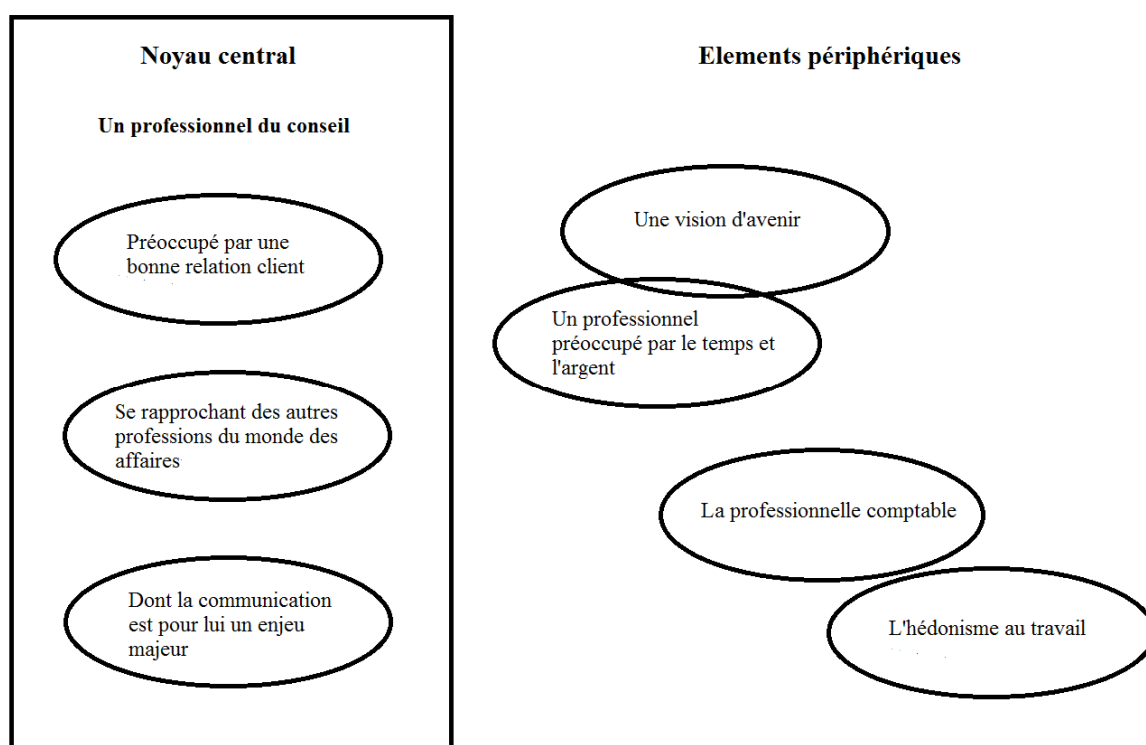 Noyau central
Un professionnel du conseil
Préoccupé par une
bonne relation client
Se rapprochant des autres
professions du monde des
affaires
Dont la communication
est pour lui un enjeu
majeur
Elements périphériques
Une vision d'avenir
Un professionnel
préoccupé par le temps et
l'argent
La professionnelle comptable
L'hédonisme au travail